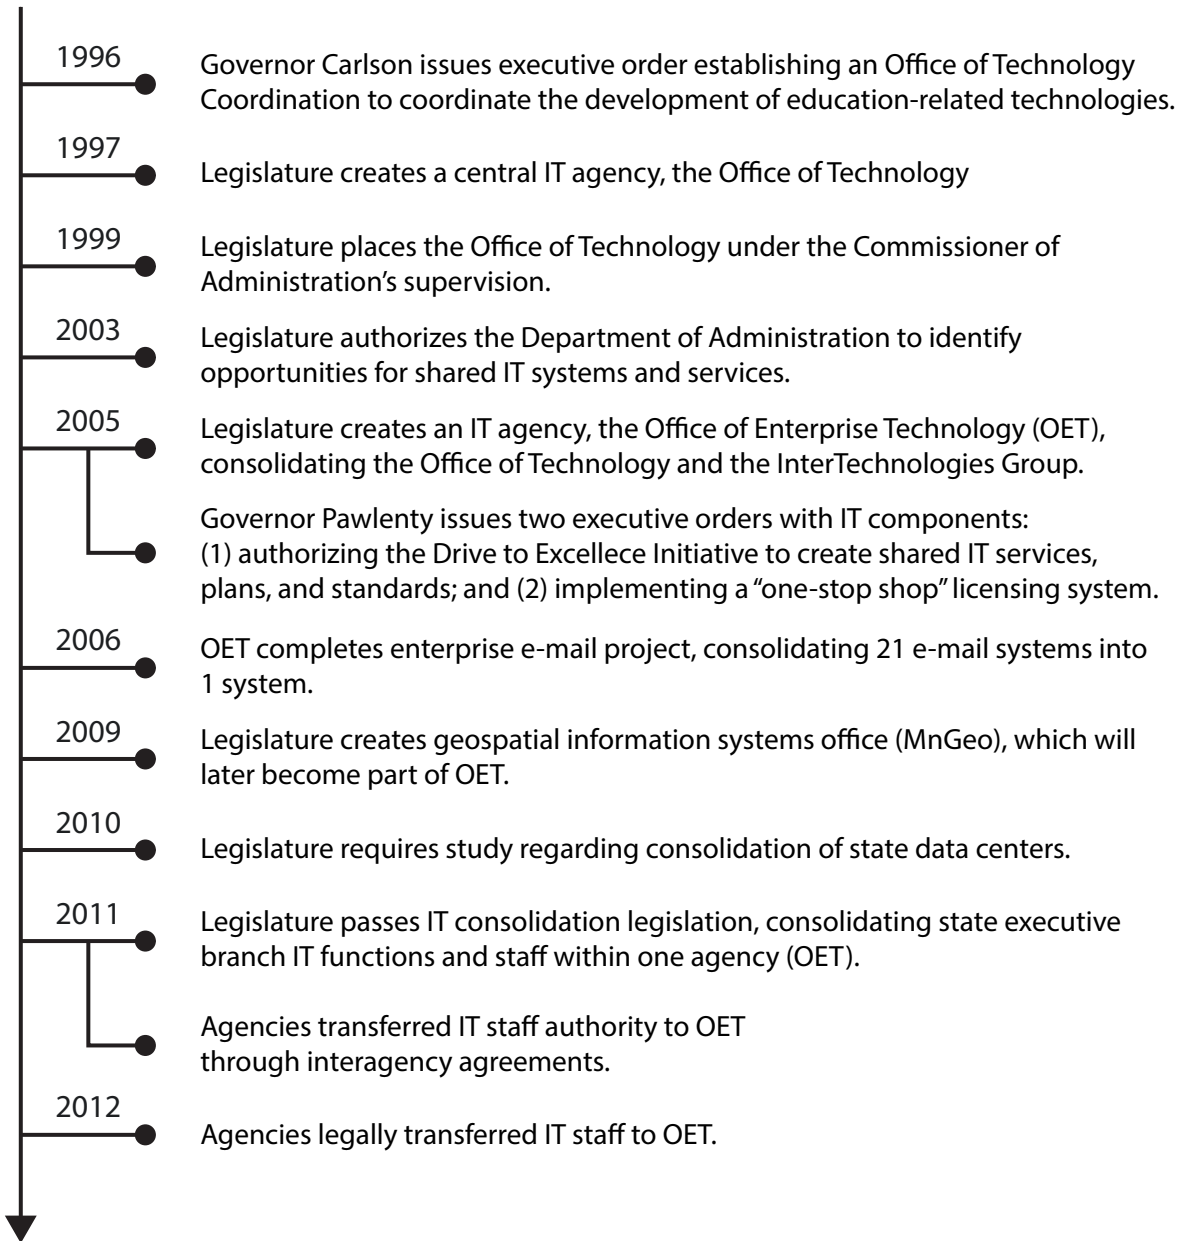 1996
Governor Carlson issues executive order establishing an Office of Technology
Coordination to coordinate the development of education-related technologies.
1997
Legislature creates a central IT agency, the Office of Technology
1999
Legislature places the Office of Technology under the Commissioner of
Administration’s supervision.
2003
Legislature authorizes the Department of Administration to identify
opportunities for shared IT systems and services.
2005
Legislature creates an IT agency, the Office of Enterprise Technology (OET),
consolidating the Office of Technology and the InterTechnologies Group.
Governor Pawlenty issues two executive orders with IT components:
(1) authorizing the Drive to Excellece Initiative to create shared IT services,
plans, and standards; and (2) implementing a “one-stop shop” licensing system.
2006
OET completes enterprise e-mail project, consolidating 21 e-mail systems into
1 system.
2009
Legislature creates geospatial information systems office (MnGeo), which will
later become part of OET.
2010
Legislature requires study regarding consolidation of state data centers.
2011
Legislature passes IT consolidation legislation, consolidating state executive
branch IT functions and staff within one agency (OET).
Agencies transferred IT staff authority to OET
through interagency agreements.
2012
Agencies legally transferred IT staff to OET.